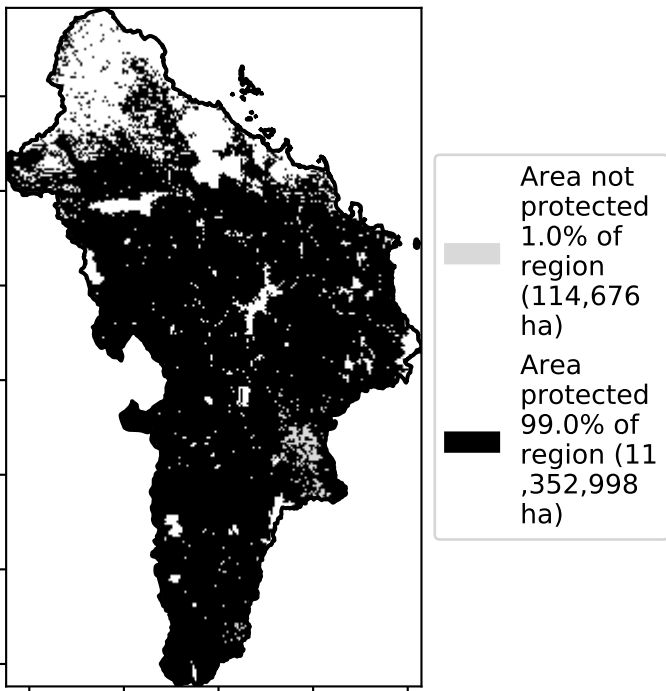 Area not
protected
1.0% of
region
(114,676
ha)
Area
protected
99.0% of
region (11
,352,998
ha)